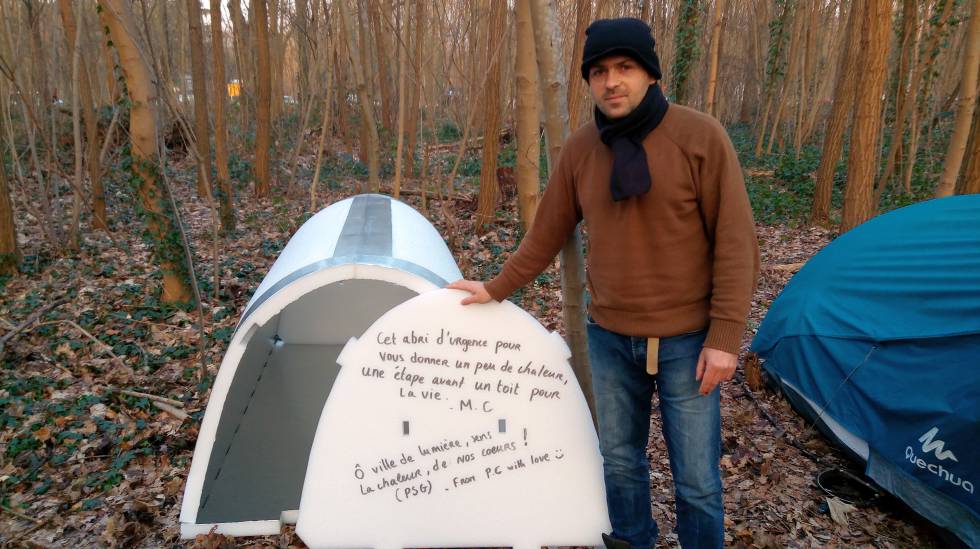 Cet abri d'urgence pour
vous donner un peu de chaleur,
une étape avant un toit pour
la vie.
- M.C
Ô ville de lumière, sens
La chaleur, de nos coeurs !
(PSG) - From P.G with love
Quechua